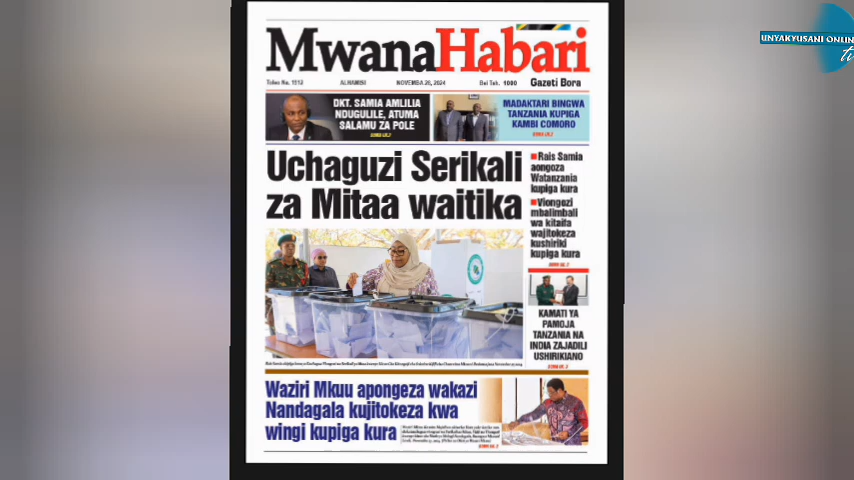 UNYAKYUSANI ONLINE
tv
MwanaHabari
ALHAMISI
NOVEMBA 28, 2024
Bei Tsh. 1000
Gazeti Bora
DKT. SAMIA AMLILIA
NDUGULILE, ATUMA
SALAMU ZA POLE
MADAKTARI BINGWA
TANZANIA KUPIGA
KAMBI COMORO
Uchaguzi Serikali
za Mitaa waitika
Rais Samia
aongoza
Watanzania
kupiga kura
Viongozi
mbalimbali
wa kitaifa
wajitokeza
kushiriki
kupiga kura
KAMATI YA
PAMOJA
TANZANIA NA
INDIA ZAJADILI
USHIRIKIANO
Waziri Mkuu apongeza wakazi
Nandagala kujitokeza kwa
wingi kupiga kura